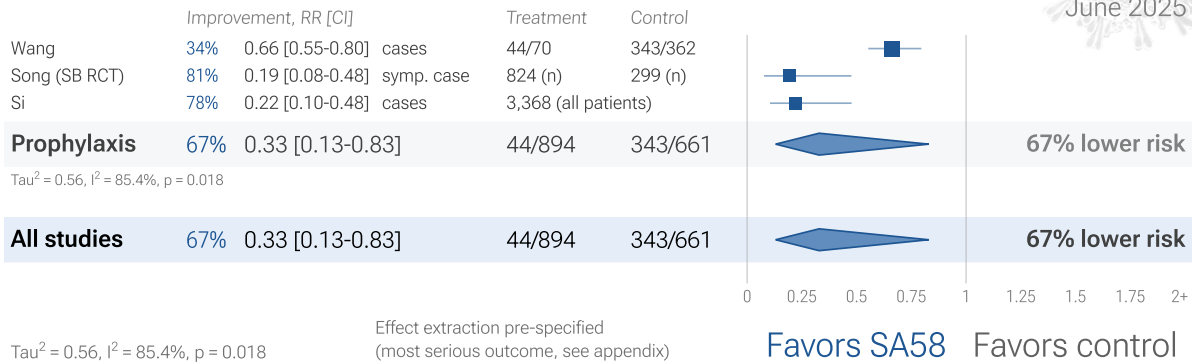 June 2025
Improvement, RR [CI] Treatment Control
Wang 34% 0.66 [0.55-0.80] cases 44/70 343/362
Song (SB RCT) 81% 0.19 [0.08-0.48] symp. case 824 (n) 299 (n)
Si 78% 0.22 [0.10-0.48] cases 3,368 (all patients)
Prophylaxis 67% 0.33 [0.13-0.83] 44/894 343/661 67% lower risk
Tau² = 0.56, I² = 85.4%, p = 0.018
All studies 67% 0.33 [0.13-0.83] 44/894 343/661 67% lower risk
0 0.25 0.5 0.75 1 1.25 1.5 1.75 2+
Effect extraction pre-specified
(most serious outcome, see appendix)
Tau² = 0.56, I² = 85.4%, p = 0.018
Favors SA58 Favors control